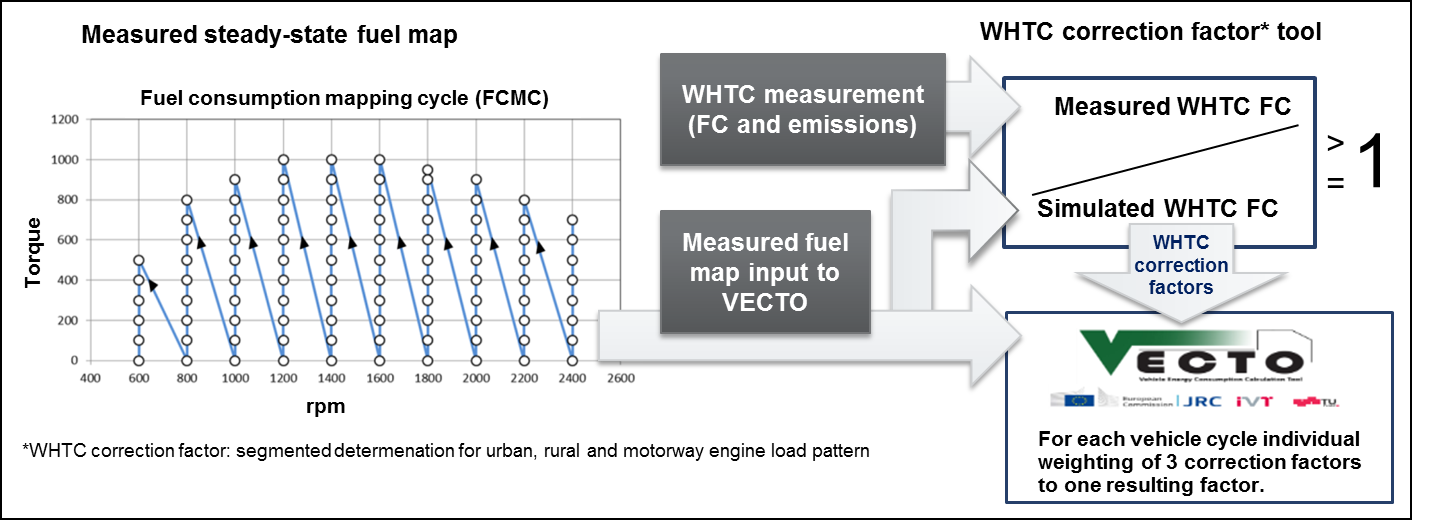 Measured steady-state fuel map
WHTC correction factor* tool
Fuel consumption mapping cycle (FCMC)
1200
1000
800
600
400
200
0
400 600 800 1000 1200 1400 1600 1800 2000 2200 2400 2600
Torque
rpm
*WHTC correction factor: segmented determenation for urban, rural and motorway engine load pattern
WHTC measurement
(FC and emissions)
Measured fuel
map input to
VECTO
Measured WHTC FC
Simulated WHTC FC
>
=
1
WHTC
correction
factors
VECTO
Vehicle Energy Consumption Calculation Tool
European
Commission
JRC
iVT
TU
For each vehicle cycle individual
weighting of 3 correction factors
to one resulting factor.